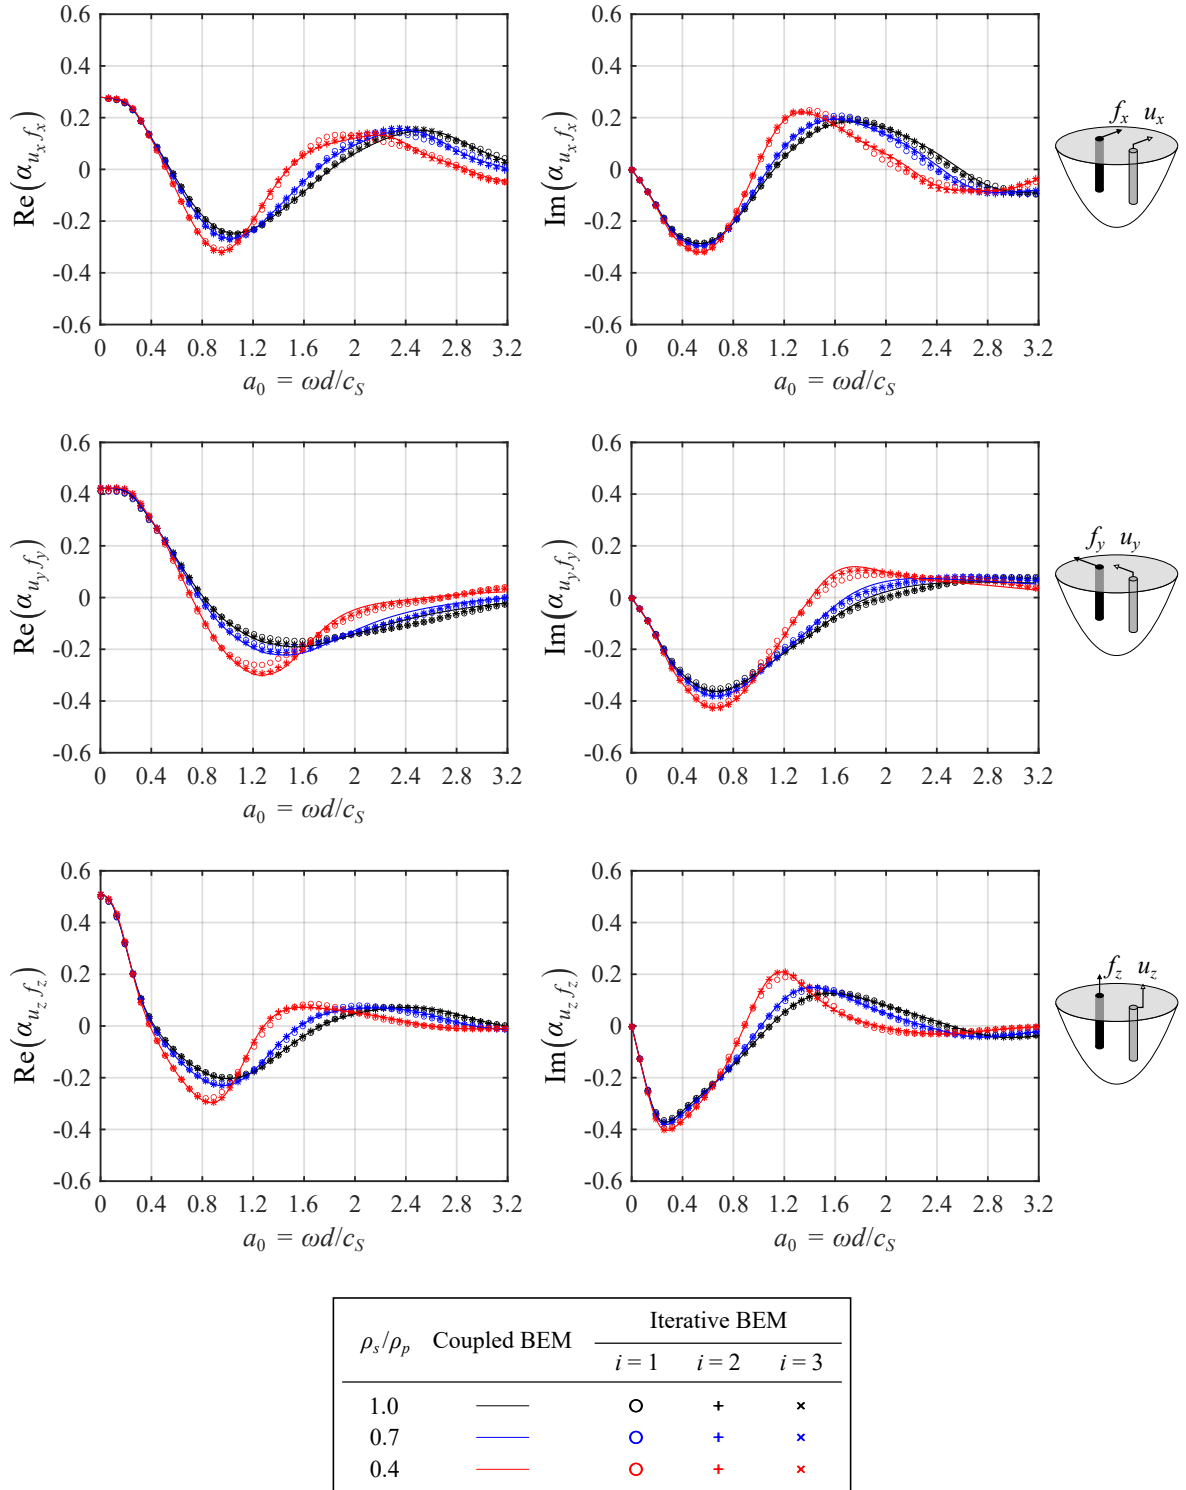 0.6
0.4
0.2
0
-0.2
-0.4
-0.6
Re(α_{u_x f_x})
0 0.4 0.8 1.2 1.6 2 2.4 2.8 3.2
a_0 = ωd/c_S
0.6
0.4
0.2
0
-0.2
-0.4
-0.6
Im(α_{u_x f_x})
0 0.4 0.8 1.2 1.6 2 2.4 2.8 3.2
a_0 = ωd/c_S
f_x u_x
0.6
0.4
0.2
0
-0.2
-0.4
-0.6
Re(α_{u_y f_y})
0 0.4 0.8 1.2 1.6 2 2.4 2.8 3.2
a_0 = ωd/c_S
0.6
0.4
0.2
0
-0.2
-0.4
-0.6
Im(α_{u_y f_y})
0 0.4 0.8 1.2 1.6 2 2.4 2.8 3.2
f_y u_y
0.6
0.4
0.2
0
-0.2
-0.4
-0.6
Re(α_{u_z f_z})
0 0.4 0.8 1.2 1.6 2 2.4 2.8 3.2
a_0 = ωd/c_S
0.6
0.4
0.2
0
-0.2
-0.4
-0.6
Im(α_{u_z f_z})
0 0.4 0.8 1.2 1.6 2 2.4 2.8 3.2
a_0 = ωd/c_S
f_z u_z
Iterative BEM
ρ_s/ρ_p Coupled BEM
i = 1 i = 2 i = 3
1.0
0.7
0.4